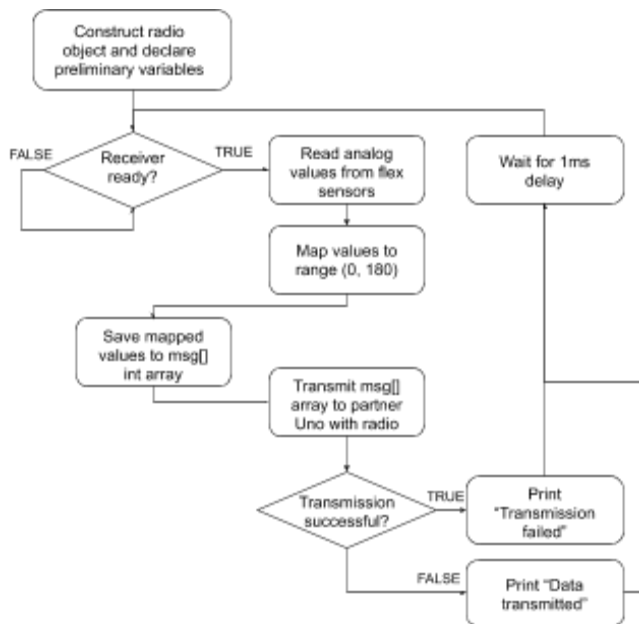 Construct radio
object and declare
preliminary variables
FALSE
Receiver
ready?
TRUE
Read analog
values from flex
sensors
Wait for 1ms
delay
Map values to
range (0, 180)
Save mapped
values to msg[]
int array
Transmit msg[]
array to partner
Uno with radio
Transmission
successful?
TRUE
Print
“Transmission
failed”
FALSE
Print “Data
transmitted”